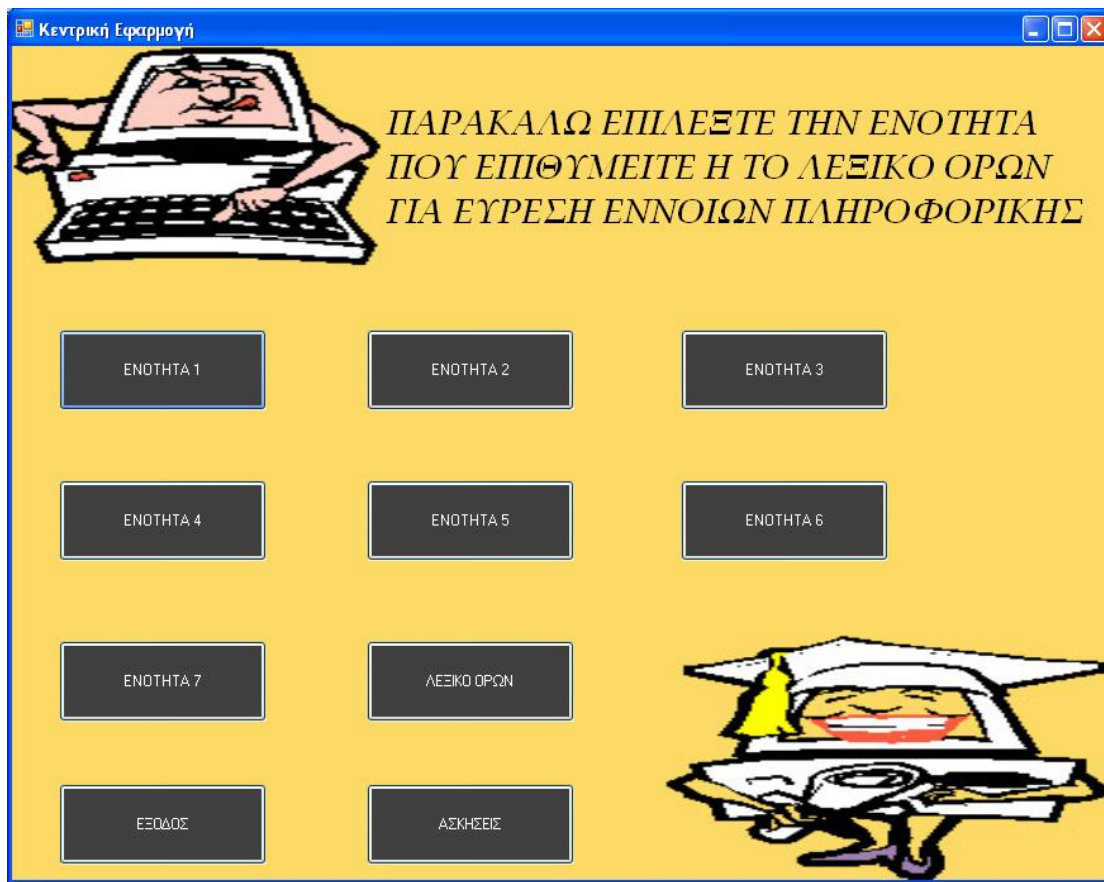 Κεντρική Εφαρμογή
ΠΑΡΑΚΑΛΩ ΕΠΙΛΕΞΤΕ ΤΗΝ ΕΝΟΤΗΤΑ
ΠΟΥ ΕΠΙΘΥΜΕΙΤΕ Η ΤΟ ΛΕΞΙΚΟ ΟΡΩΝ
ΓΙΑ ΕΥΡΕΣΗ ΕΝΝΟΙΩΝ ΠΛΗΡΟΦΟΡΙΚΗΣ
ΕΝΟΤΗΤΑ 1
ΕΝΟΤΗΤΑ 2
ΕΝΟΤΗΤΑ 3
ΕΝΟΤΗΤΑ 4
ΕΝΟΤΗΤΑ 5
ΕΝΟΤΗΤΑ 6
ΕΝΟΤΗΤΑ 7
ΛΕΞΙΚΟ ΟΡΩΝ
ΕΞΟΔΟΣ
ΑΣΚΗΣΕΙΣ